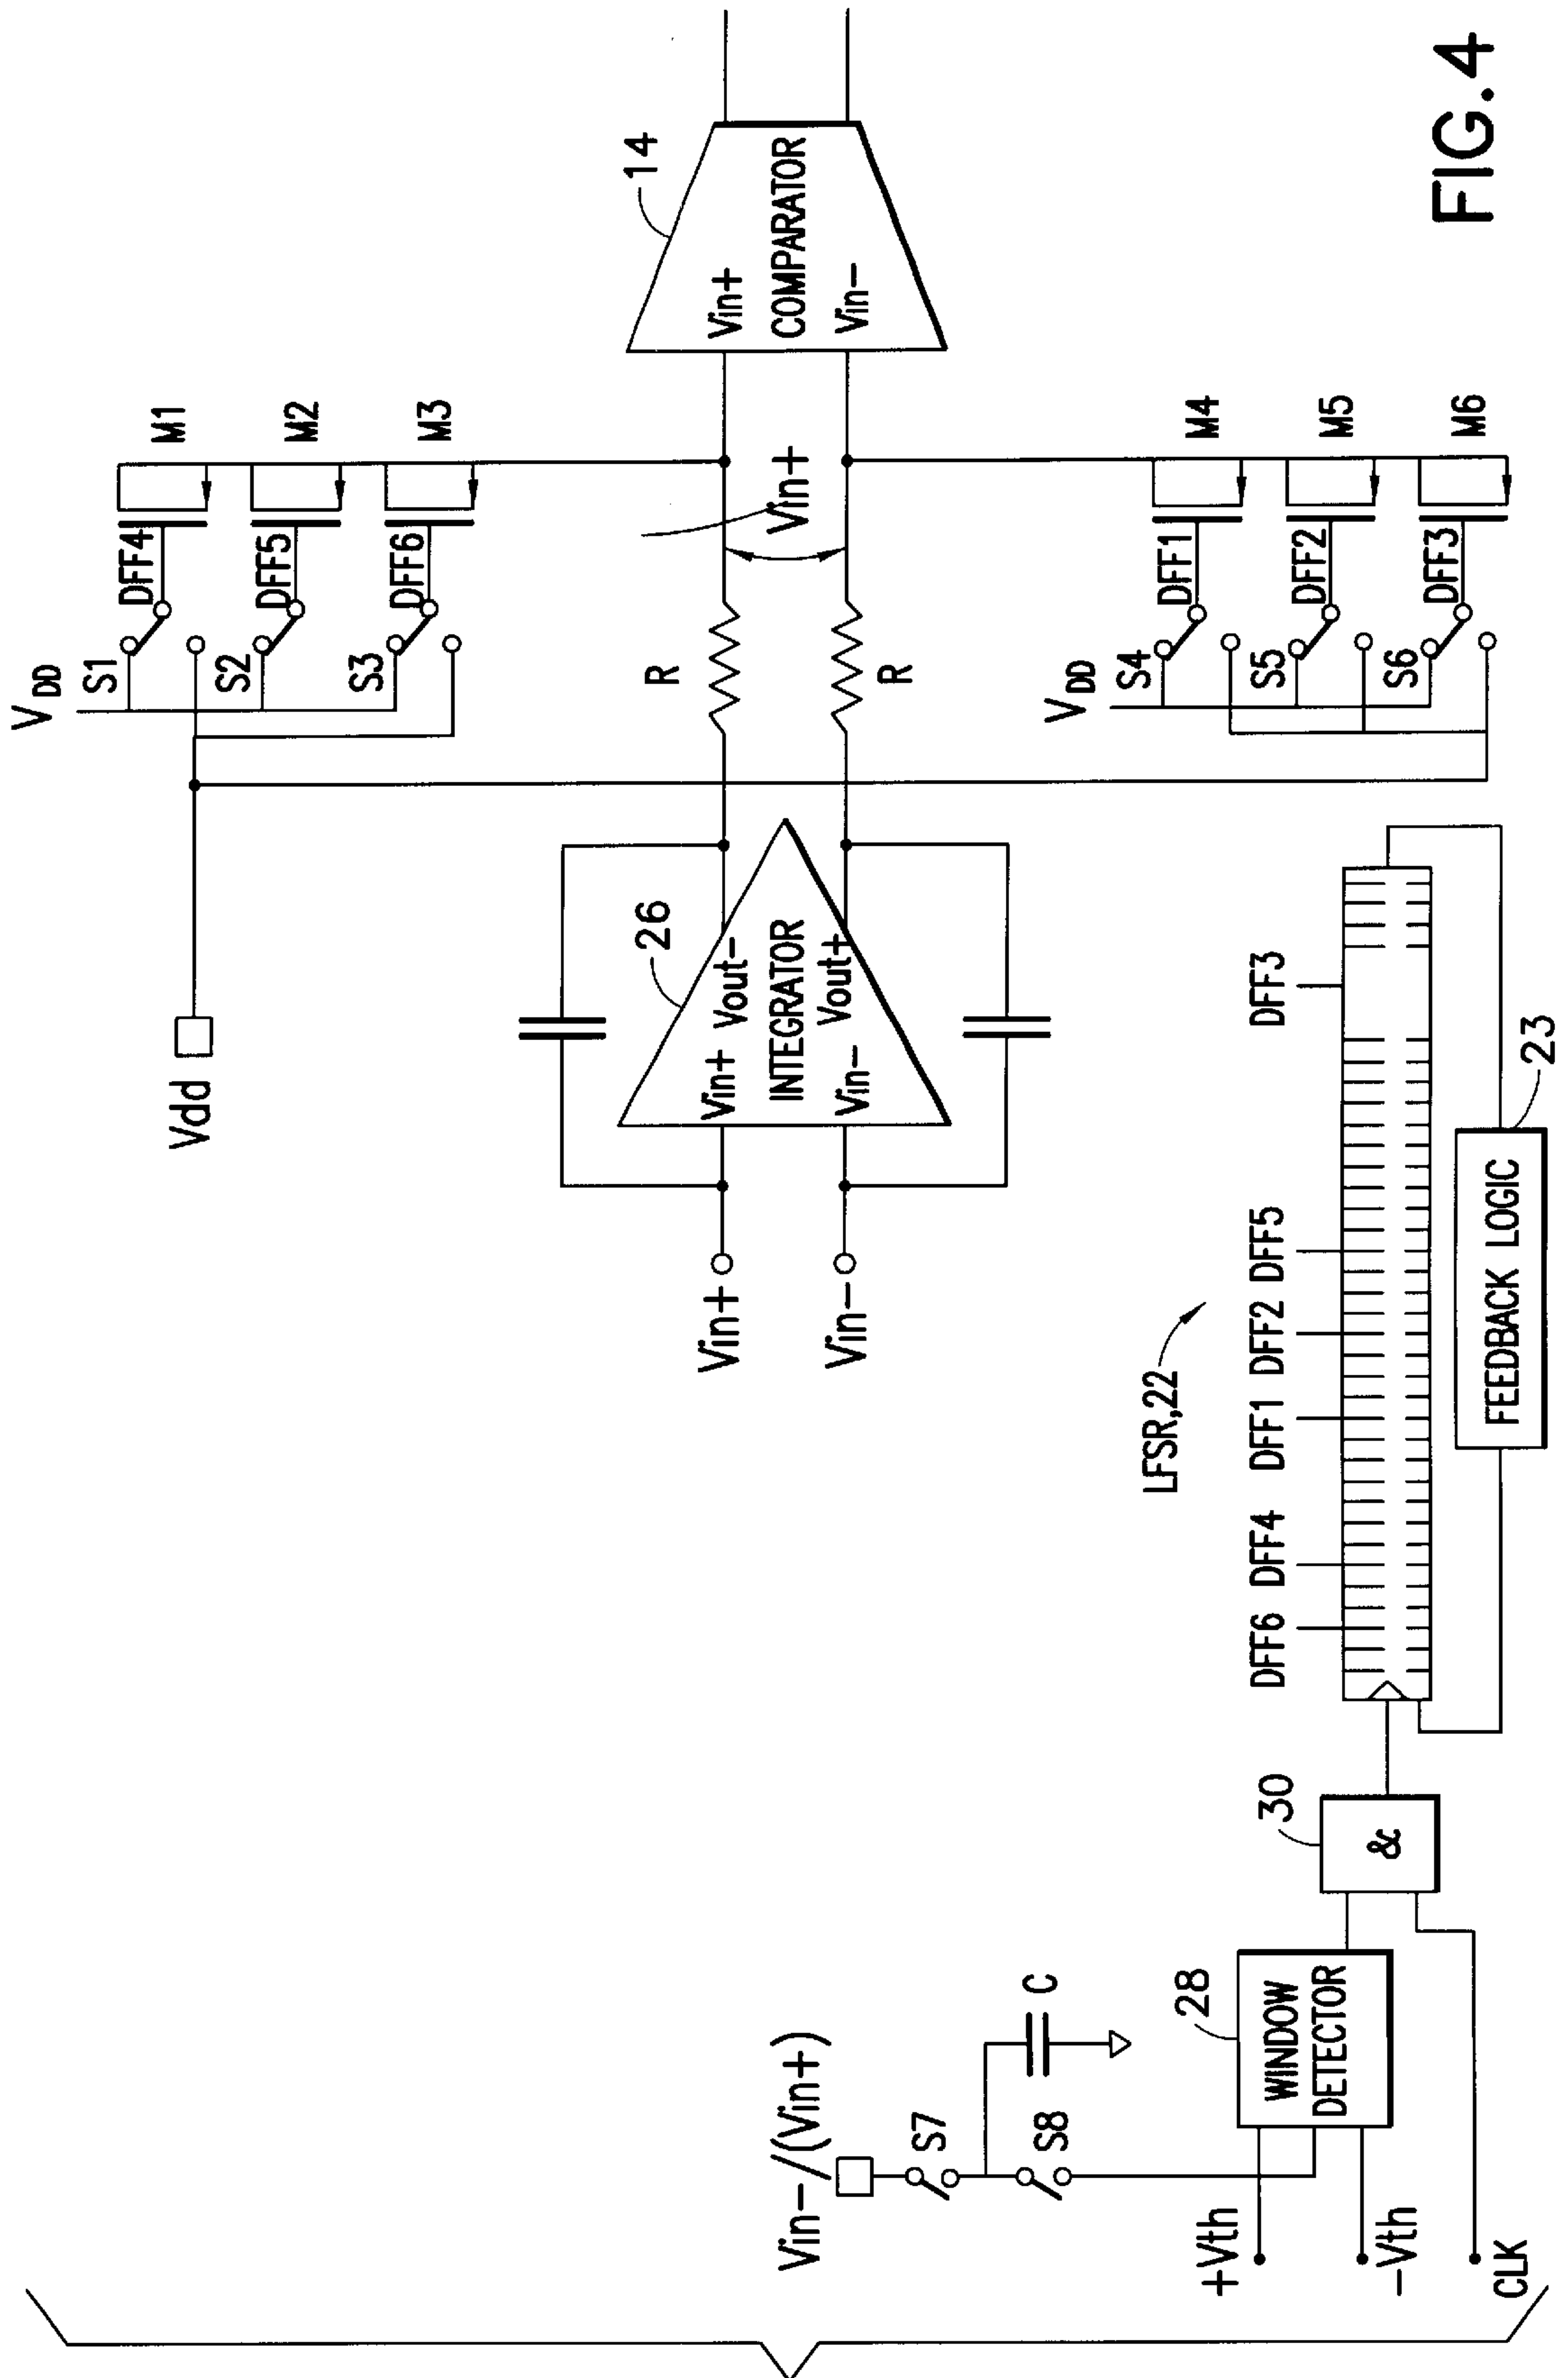 Vdd
VDD
S1
S2
S3
DFF4
DFF5
DFF6
M1
M2
M3
Vin+
Vin-
26
Vin+ Vout-
INTEGRATOR
Vin- Vout+
R
R
Vin+
14
Vin+
COMPARATOR
Vin-
VDD
S4
S5
S6
DFF1
DFF2
DFF3
M4
M5
M6
Vin-/(Vin+)
S7
S8
C
+Vth
-Vth
CLK
28
WINDOW
DETECTOR
30
&
LFSR,22
DFF6 DFF4 DFF1 DFF2 DFF5 DFF3
FEEDBACK LOGIC
23
FIG.4